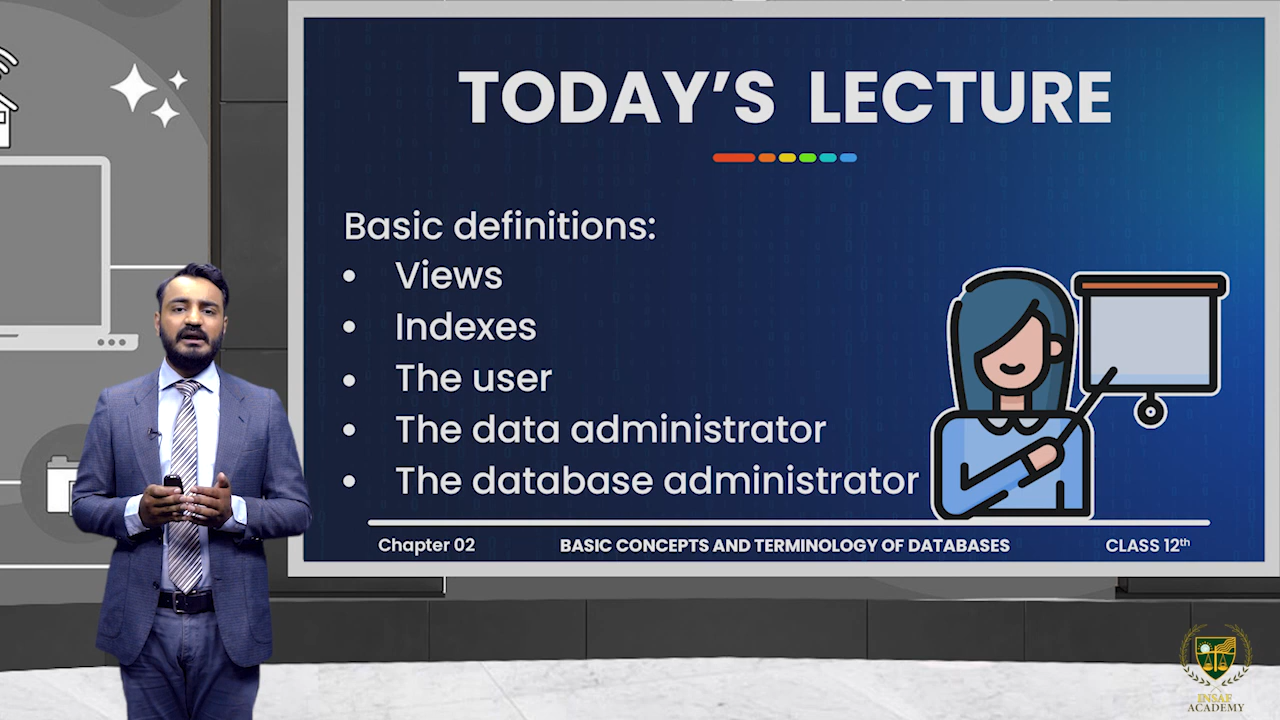 TODAY'S LECTURE
Basic definitions:
• Views
• Indexes
• The user
• The data administrator
• The database administrator
Chapter 02
BASIC CONCEPTS AND TERMINOLOGY OF DATABASES
CLASS 12th
INSAF
ACADEMY